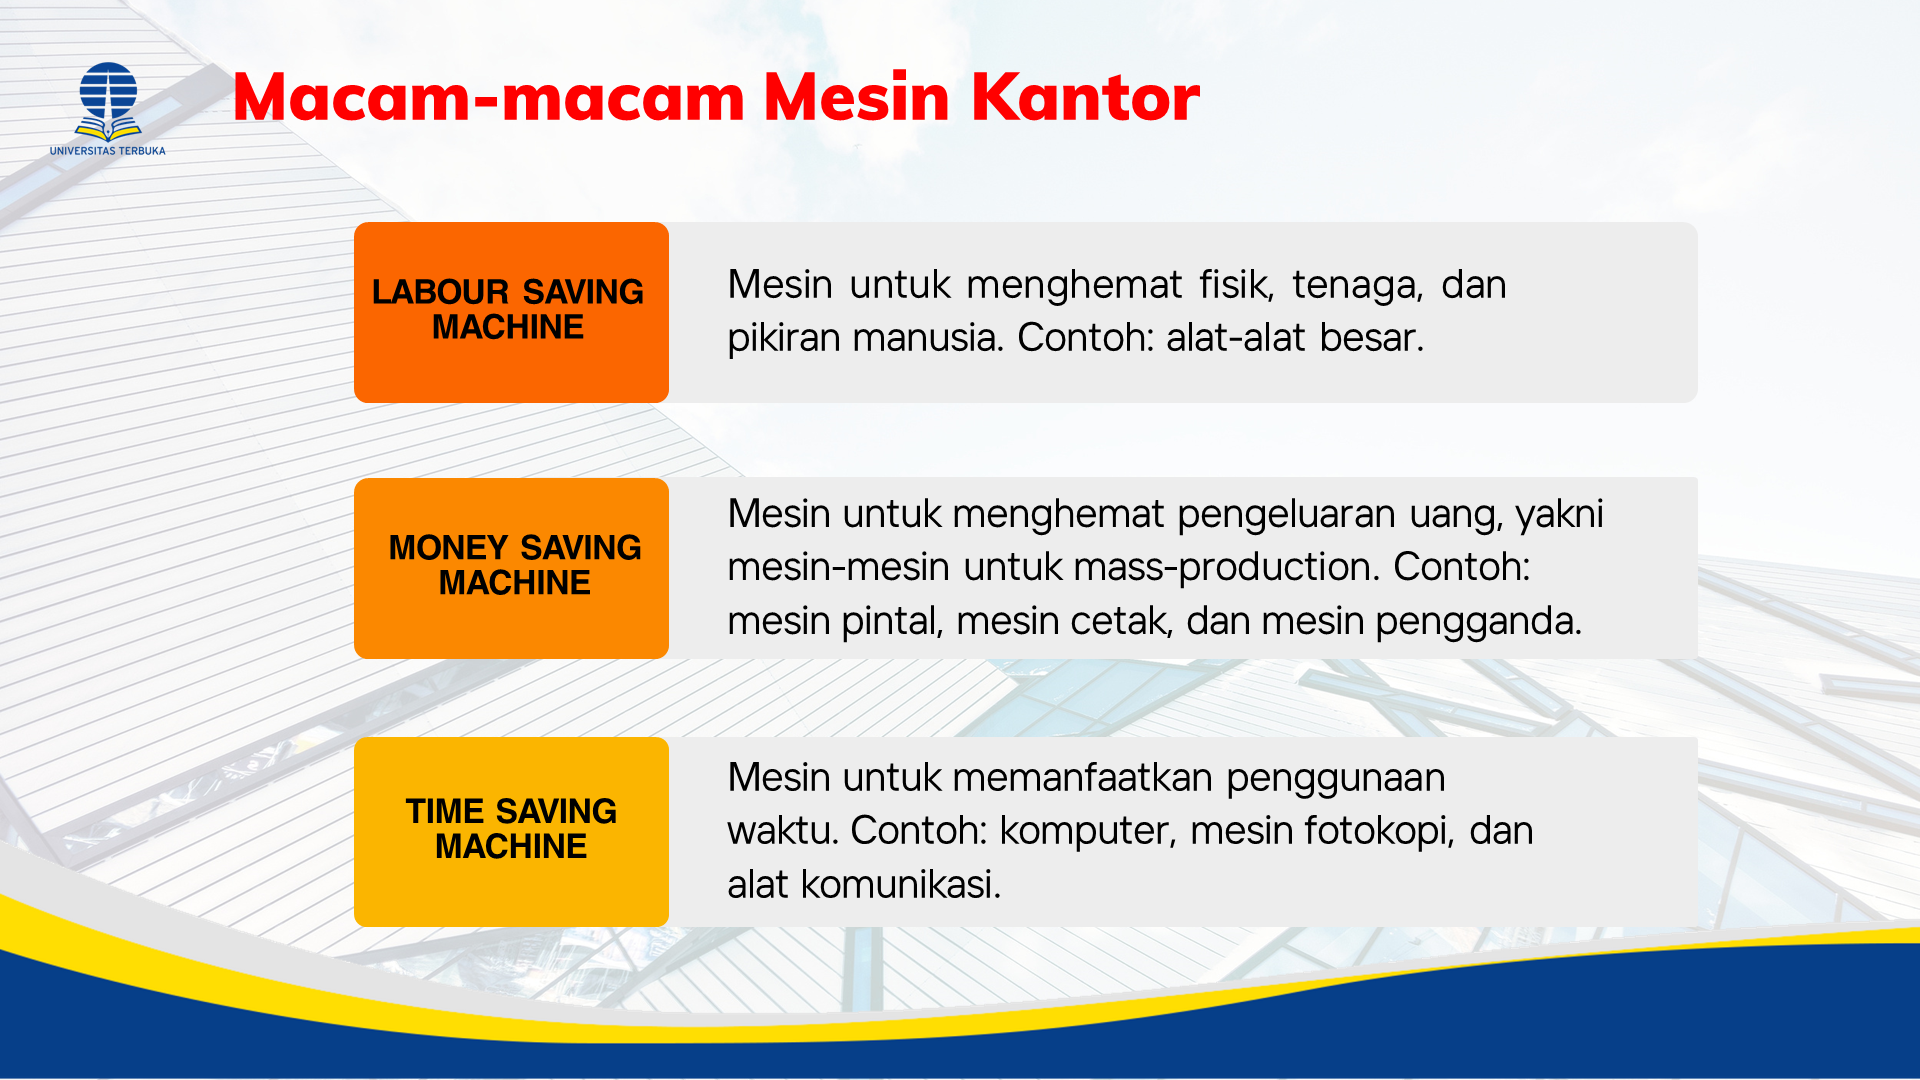 Macam-macam Mesin Kantor
UNIVERSITAS TERBUKA
LABOUR SAVING
MACHINE
Mesin untuk menghemat fisik, tenaga, dan
pikiran manusia. Contoh: alat-alat besar.
MONEY SAVING
MACHINE
Mesin untuk menghemat pengeluaran uang, yakni
mesin-mesin untuk mass-production. Contoh:
mesin pintal, mesin cetak, dan mesin pengganda.
TIME SAVING
MACHINE
Mesin untuk memanfaatkan penggunaan
waktu. Contoh: komputer, mesin fotokopi, dan
alat komunikasi.